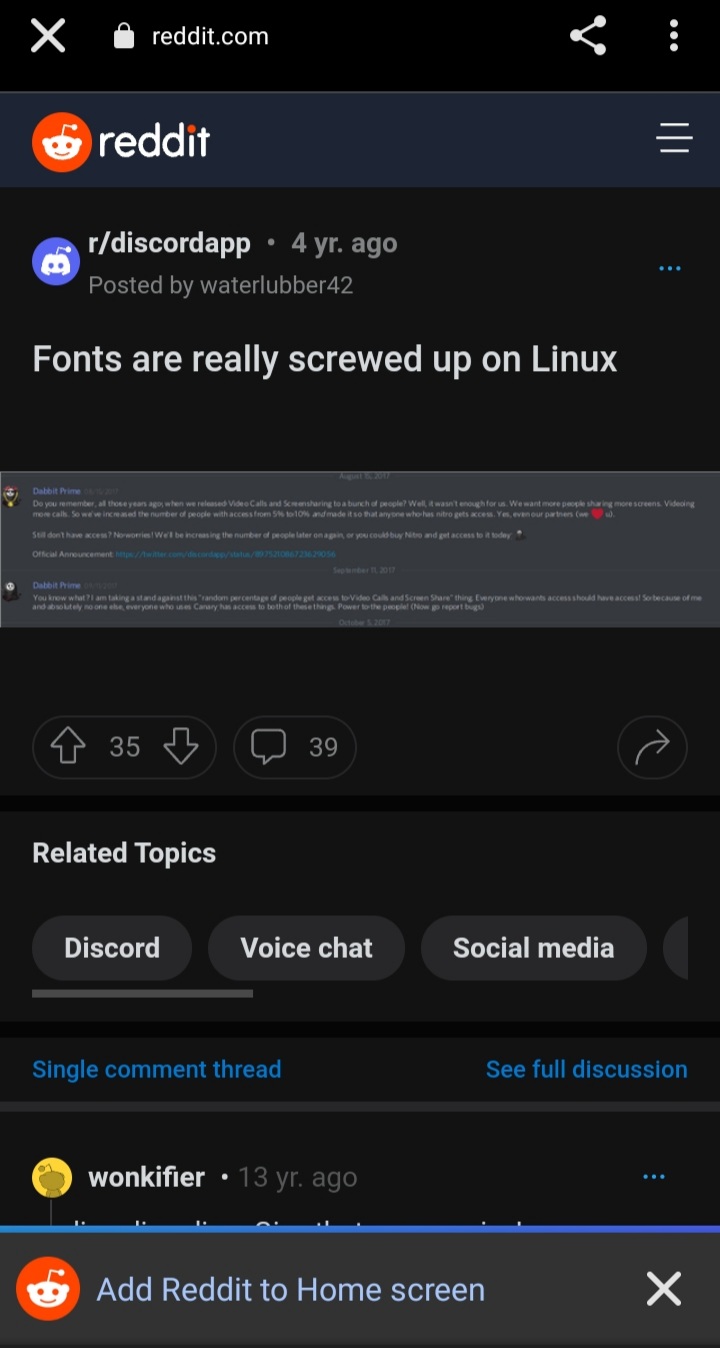 reddit.com
reddit
r/discordapp • 4 yr. ago
Posted by waterlubber42
Fonts are really screwed up on Linux
August 15, 2017
Dabbit Prime
Do you remember, all those years ago, when we released Video Calls and Screensharing to a bunch of people? Well, it wasn't enough for us. We want more people sharing more screens. Videoing
more calls. So we've increased the number of people with access from 5% to 10% and made it so that anyone who has nitro gets access. Yes, even our partners (we ❤ u).
Still don't have access? No worries! We'll be increasing the number of people later on again, or you could buy Nitro and get access to it today
Official Announcement:
September 11, 2017
Dabbit Prime
You know what? I am taking a stand against this "random percentage of people get access to Video Calls and Screen Share" thing. Everyone who wants access should have access! So because of me
and absolutely no one else, everyone who uses Canary has access to both of these things. Power to the people! (Now go report bugs)
October 5, 2017
35
39
Related Topics
Discord
Voice chat
Social media
Single comment thread
See full discussion
wonkifier • 13 yr. ago
Add Reddit to Home screen